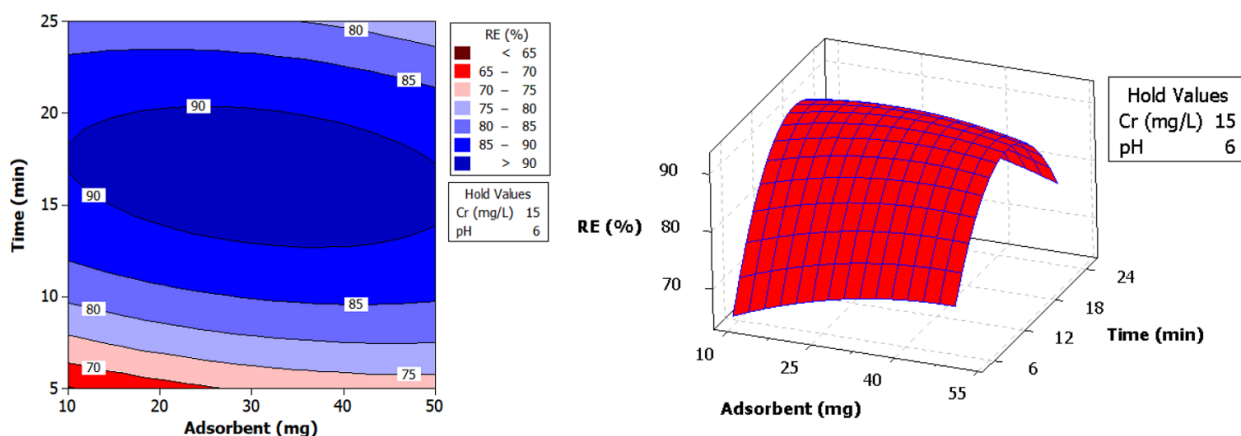 25
20
15
10
5
Time (min)
80
85
90
90
85
80
75
70
10 20 30 40 50
Adsorbent (mg)
RE (%)
< 65
65 – 70
70 – 75
75 – 80
80 – 85
85 – 90
> 90
Hold Values
Cr (mg/L) 15
pH 6
90
80
70
RE (%)
10
25
40
55
Adsorbent (mg)
24
18
12
6
Time (min)
Hold Values
Cr (mg/L) 15
pH 6